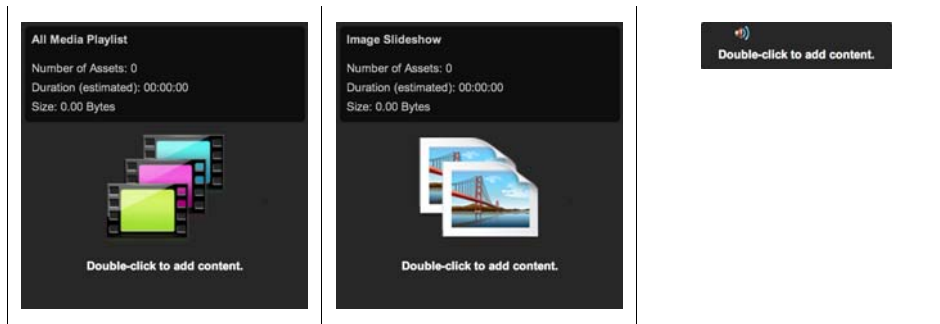 All Media Playlist
Number of Assets: 0
Duration (estimated): 00:00:00
Size: 0.00 Bytes
Double-click to add content.
Image Slideshow
Number of Assets: 0
Duration (estimated): 00:00:00
Size: 0.00 Bytes
Double-click to add content.
Double-click to add content.